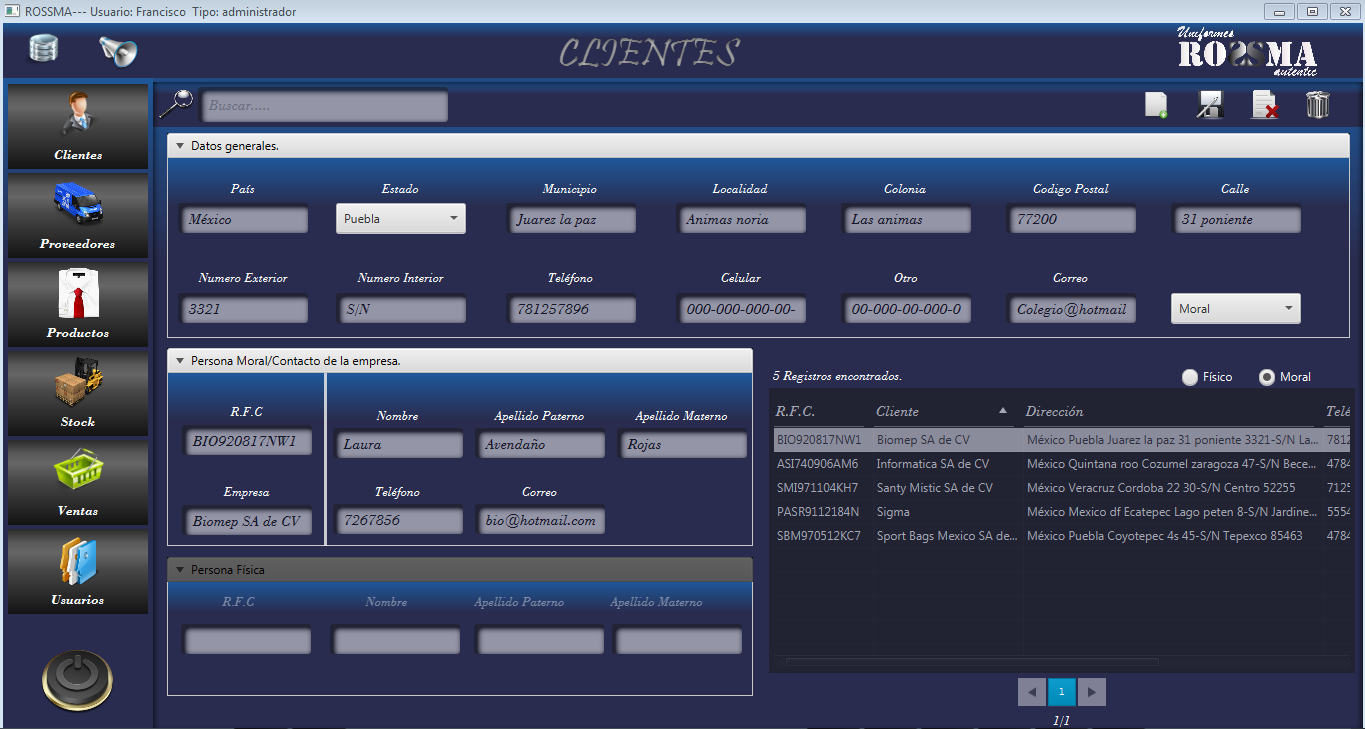 ROSSMA--- Usuario: Francisco Tipo: administrador
CLIENTES
Uniformes
ROSSMA
autentic
Buscar.....
Clientes
Proveedores
Productos
Stock
Ventas
Usuarios
Datos generales.
País Estado Municipio Localidad Colonia Codigo Postal Calle
México Puebla Juarez la paz Animas noria Las animas 77200 31 poniente
Numero Exterior Numero Interior Teléfono Celular Otro Correo
3321 S/N 781257896 000-000-000-00- 00-00-00-000-0 Colegio@hotmail Moral
Persona Moral/Contacto de la empresa.
R.F.C Nombre Apellido Paterno Apellido Materno
BIO920817NW1 Laura Avendaño Rojas
Empresa Teléfono Correo
Biomep SA de CV 7267856 bio@hotmail.com
Persona Física
R.F.C Nombre Apellido Paterno Apellido Materno
5 Registros encontrados. Físico Moral
R.F.C. Cliente Dirección Telé
BIO920817NW1 Biomep SA de CV México Puebla Juarez la paz 31 poniente 3321-S/N La... 7812
ASI740906AM6 Informatica SA de CV México Quintana roo Cozumel zaragoza 47-S/N Bece... 4784
SMI971104KH7 Santy Mistic SA de CV México Veracruz Cordoba 22 30-S/N Centro 52255 7125
PASR9112184N Sigma México Mexico df Ecatepec Lago peten 8-S/N Jardine... 5554
SBM970512KC7 Sport Bags Mexico SA de... México Puebla Coyotepec 4s 45-S/N Tepexco 85463 4784
1
1/1